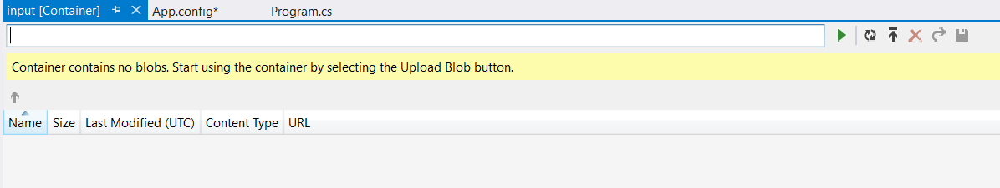 input [Container] App.config* Program.cs
Container contains no blobs. Start using the container by selecting the Upload Blob button.
Name Size Last Modified (UTC) Content Type URL